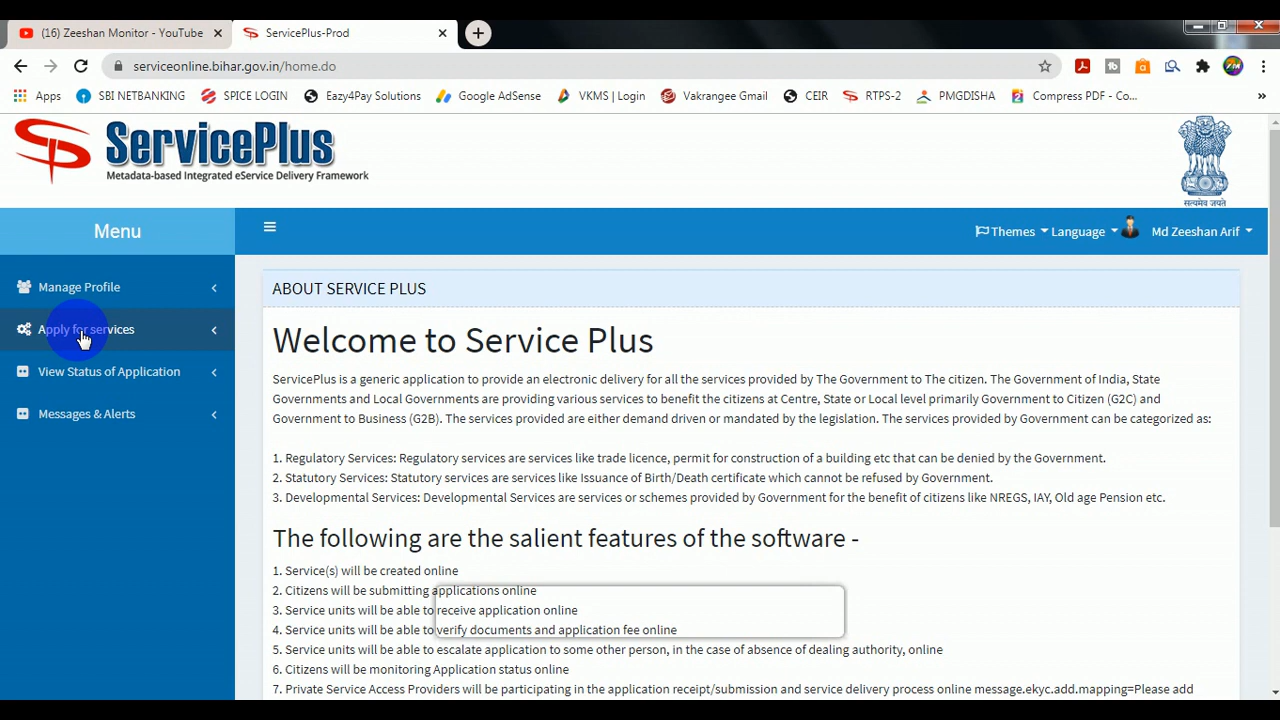 (16) Zeeshan Monitor - YouTube
ServicePlus-Prod
serviceonline.bihar.gov.in/home.do
Apps
SBI NETBANKING
SPICE LOGIN
Eazy4Pay Solutions
Google AdSense
VKMS | Login
Vakrangee Gmail
CEIR
RTPS-2
PMGDISHA
Compress PDF - Co...
»
ServicePlus
Metadata-based Integrated eService Delivery Framework
सत्यमेव जयते
Menu
Themes
Language
Md Zeeshan Arif
Manage Profile
Apply for services
View Status of Application
Messages & Alerts
ABOUT SERVICE PLUS
Welcome to Service Plus
ServicePlus is a generic application to provide an electronic delivery for all the services provided by The Government to The citizen. The Government of India, State
Governments and Local Governments are providing various services to benefit the citizens at Centre, State or Local level primarily Government to Citizen (G2C) and
Government to Business (G2B). The services provided are either demand driven or mandated by the legislation. The services provided by Government can be categorized as:
1. Regulatory Services: Regulatory services are services like trade licence, permit for construction of a building etc that can be denied by the Government.
2. Statutory Services: Statutory services are services like Issuance of Birth/Death certificate which cannot be refused by Government.
3. Developmental Services: Developmental Services are services or schemes provided by Government for the benefit of citizens like NREGS, IAY, Old age Pension etc.
The following are the salient features of the software -
1. Service(s) will be created online
2. Citizens will be submitting applications online
3. Service units will be able to receive application online
4. Service units will be able to verify documents and application fee online
5. Service units will be able to escalate application to some other person, in the case of absence of dealing authority, online
6. Citizens will be monitoring Application status online
7. Private Service Access Providers will be participating in the application receipt/submission and service delivery process online message.ekyc.add.mapping=Please add